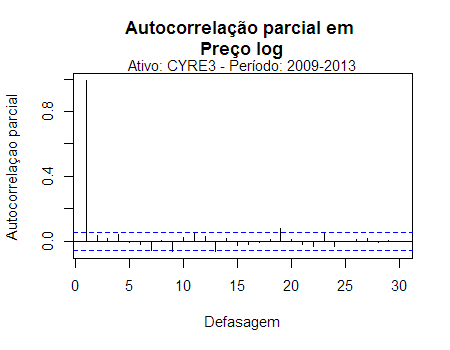 Autocorrelação parcial em
Preço log
Ativo: CYRE3 - Período: 2009-2013
Autocorrelaçao parcial
0.8
0.4
0.0
0 5 10 15 20 25 30
Defasagem